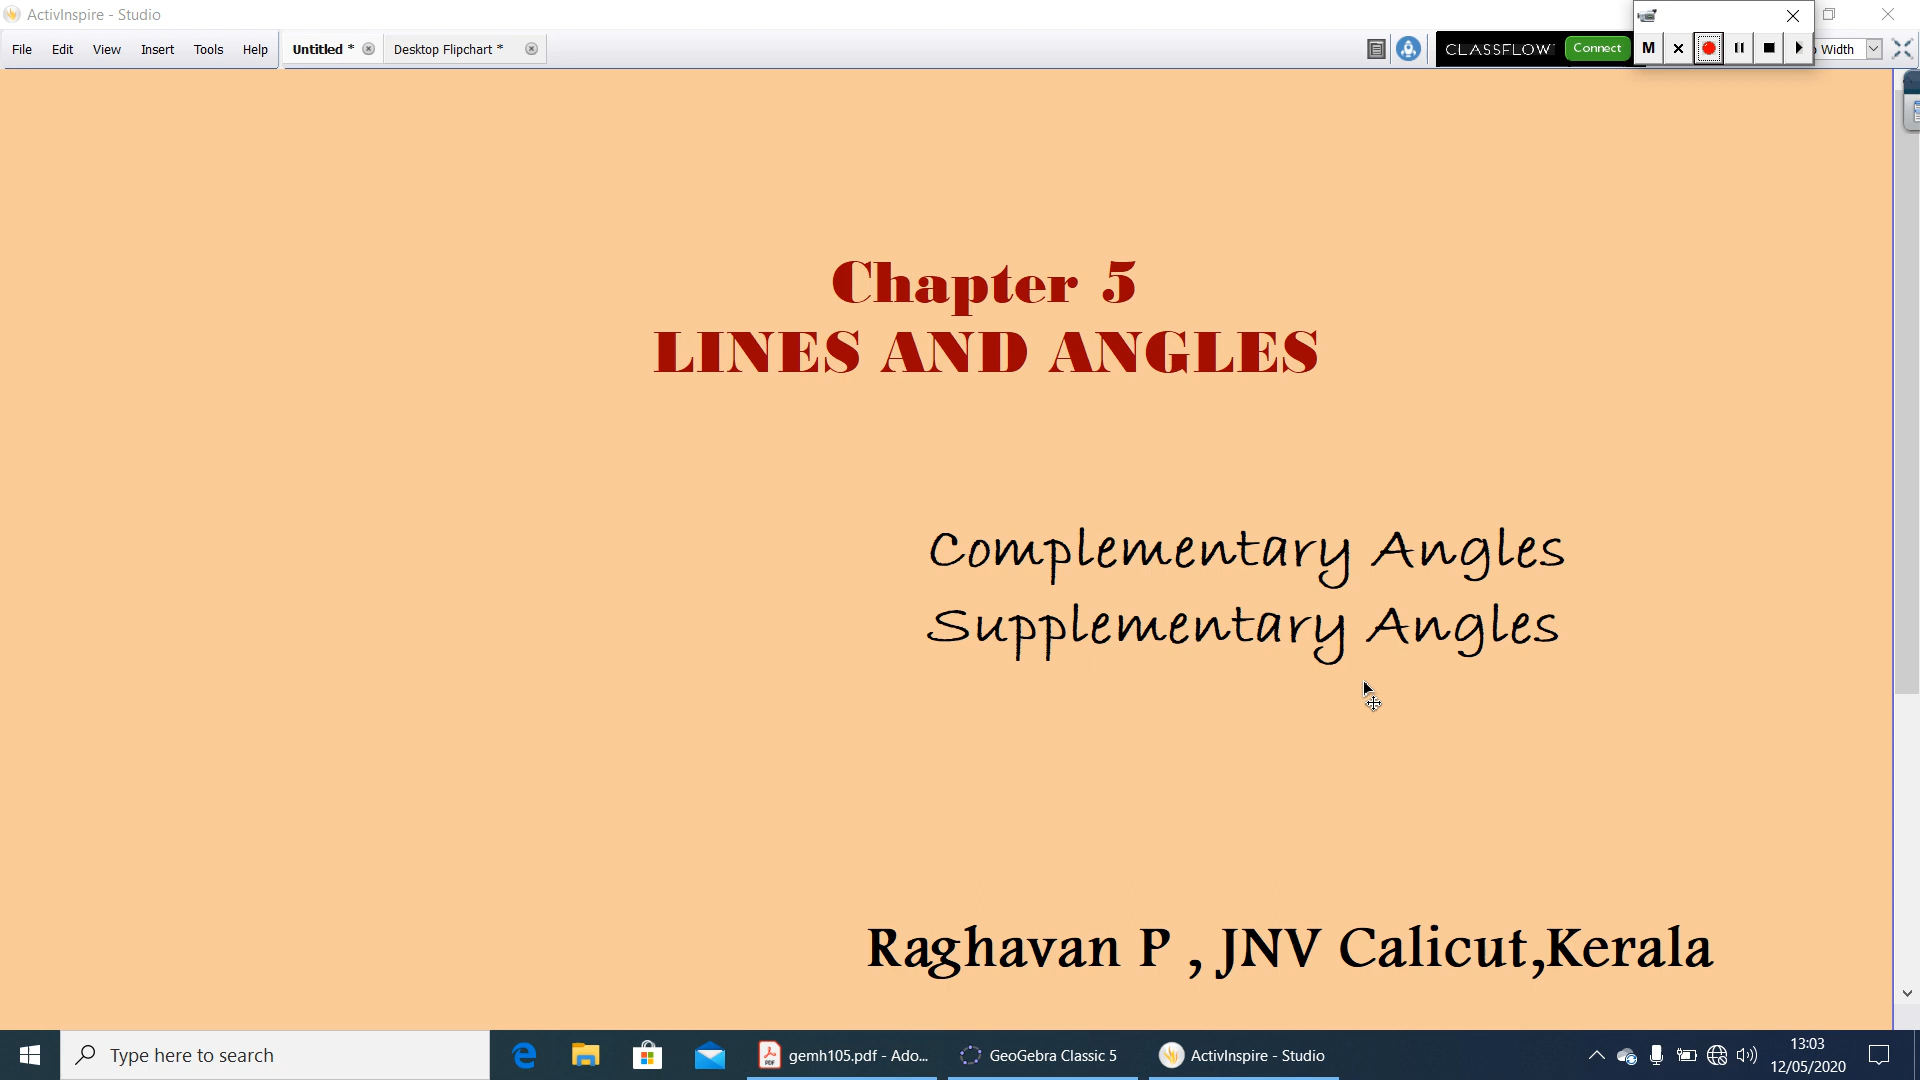 ActivInspire - Studio
File Edit View Insert Tools Help Untitled * Desktop Flipchart * CLASSFLOW Connect M Width
Chapter 5
LINES AND ANGLES
Complementary Angles
Supplementary Angles
Raghavan P , JNV Calicut,Kerala
Type here to search
PDF
gemh105.pdf - Ado...
GeoGebra Classic 5
ActivInspire - Studio
13:03
12/05/2020